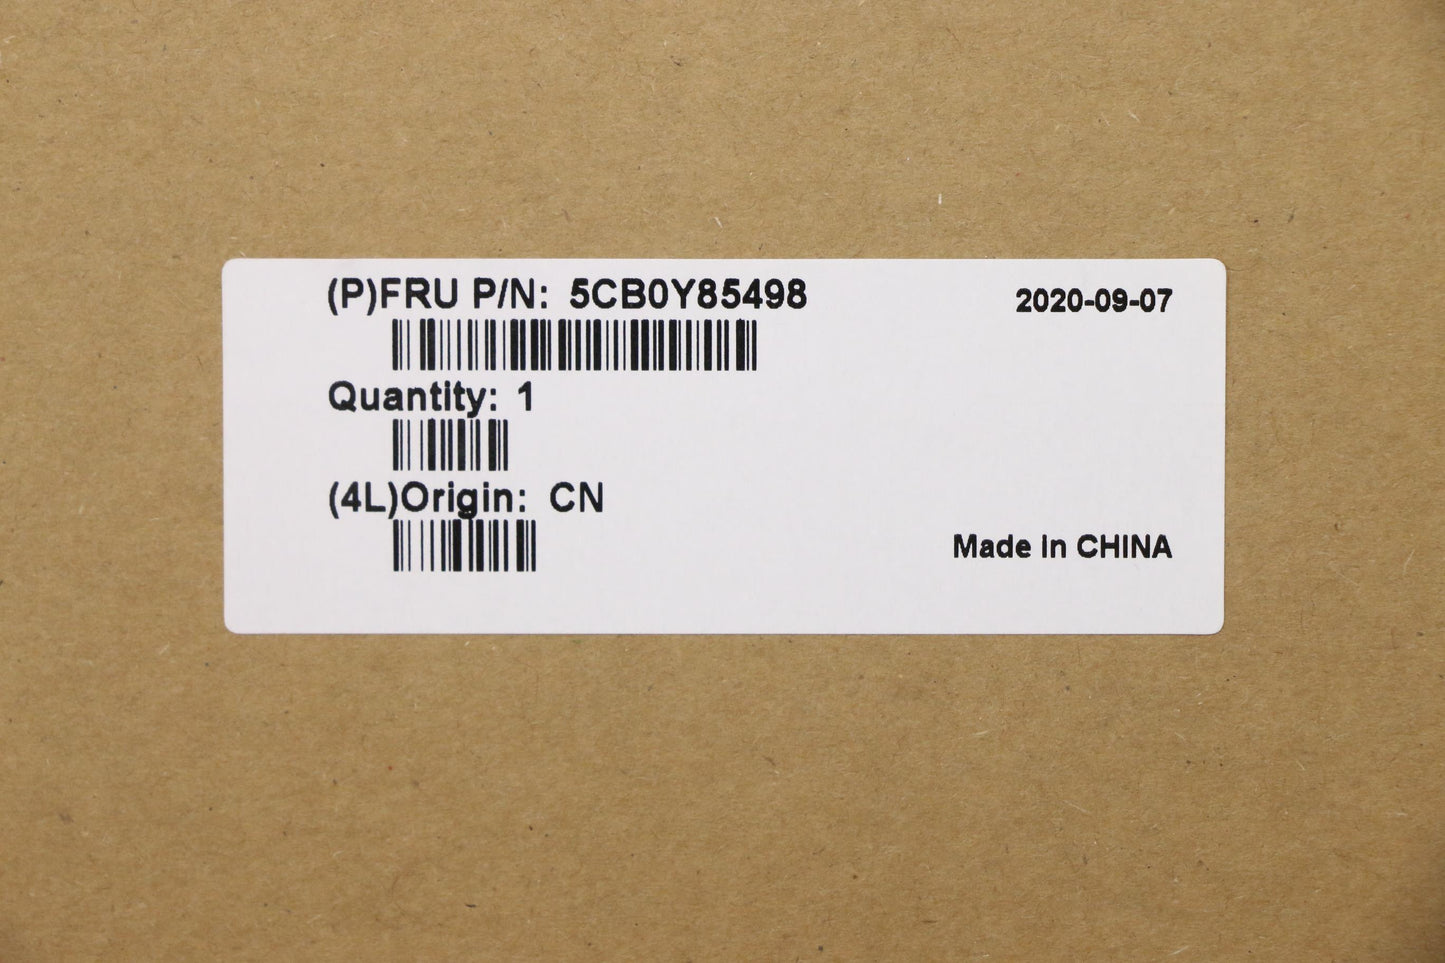 (P)FRU P/N: 5CB0Y85498
2020-09-07
Quantity: 1
(4L)Origin: CN
Made in CHINA